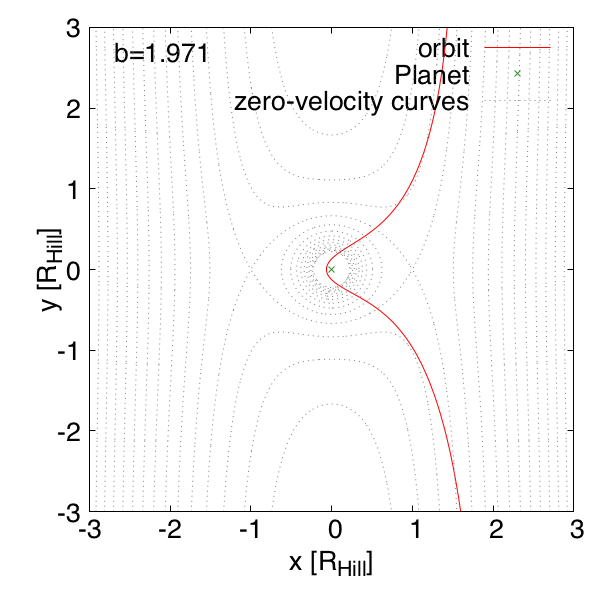 3
b=1.971
orbit
Planet
2
zero-velocity curves
1
0
y [R_Hill]
-1
-2
-3
-3 -2 -1 0 1 2 3
x [R_Hill]